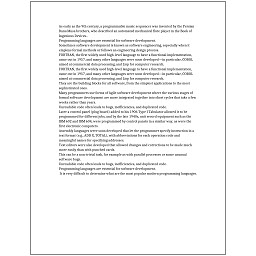 As early as the 9th century, a programmable music sequencer was invented by the Persian
Banu Musa brothers, who described an automated mechanical flute player in the Book of
Ingenious Devices.
Programming languages are essential for software development.
Sometimes software development is known as software engineering, especially when it
employs formal methods or follows an engineering design process.
FORTRAN, the first widely used high-level language to have a functional implementation,
came out in 1957, and many other languages were soon developed—in particular, COBOL
aimed at commercial data processing, and Lisp for computer research.
FORTRAN, the first widely used high-level language to have a functional implementation,
came out in 1957, and many other languages were soon developed—in particular, COBOL
aimed at commercial data processing, and Lisp for computer research.
They are the building blocks for all software, from the simplest applications to the most
sophisticated ones.
Many programmers use forms of Agile software development where the various stages of
formal software development are more integrated together into short cycles that take a few
weeks rather than years.
Unreadable code often leads to bugs, inefficiencies, and duplicated code.
Later a control panel (plug board) added to his 1906 Type I Tabulator allowed it to be
programmed for different jobs, and by the late 1940s, unit record equipment such as the
IBM 602 and IBM 604, were programmed by control panels in a similar way, as were the
first electronic computers.
Assembly languages were soon developed that let the programmer specify instruction in a
text format (e.g., ADD X, TOTAL), with abbreviations for each operation code and
meaningful names for specifying addresses.
Text editors were also developed that allowed changes and corrections to be made much
more easily than with punched cards.
This can be a non-trivial task, for example as with parallel processes or some unusual
software bugs.
Unreadable code often leads to bugs, inefficiencies, and duplicated code.
Programming languages are essential for software development.
It is very difficult to determine what are the most popular modern programming languages.